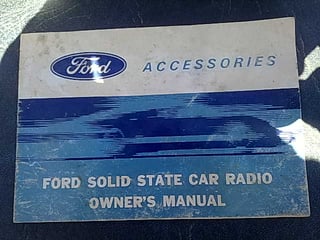 Ford
ACCESSORIES
FORD SOLID STATE CAR RADIO
OWNER'S MANUAL